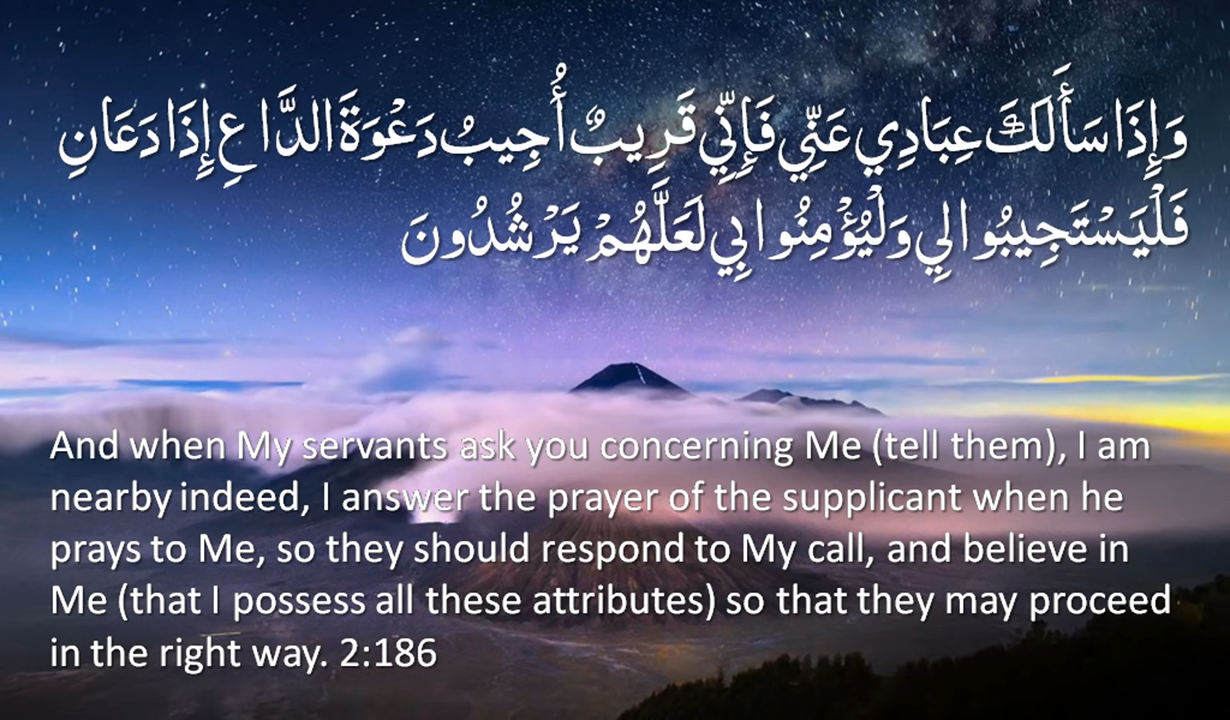 وَإِذَا سَأَلَكَ عِبَادِي عَنِّي فَإِنِّي قَرِيبٌ أُجِيبُ دَعْوَةَ الدَّاعِ إِذَا دَعَانِ
فَلْيَسْتَجِيبُوا لِي وَلْيُؤْمِنُوا بِي لَعَلَّهُمْ يَرْشُدُونَ
And when My servants ask you concerning Me (tell them), I am
nearby indeed, I answer the prayer of the supplicant when he
prays to Me, so they should respond to My call, and believe in
Me (that I possess all these attributes) so that they may proceed
in the right way. 2:186